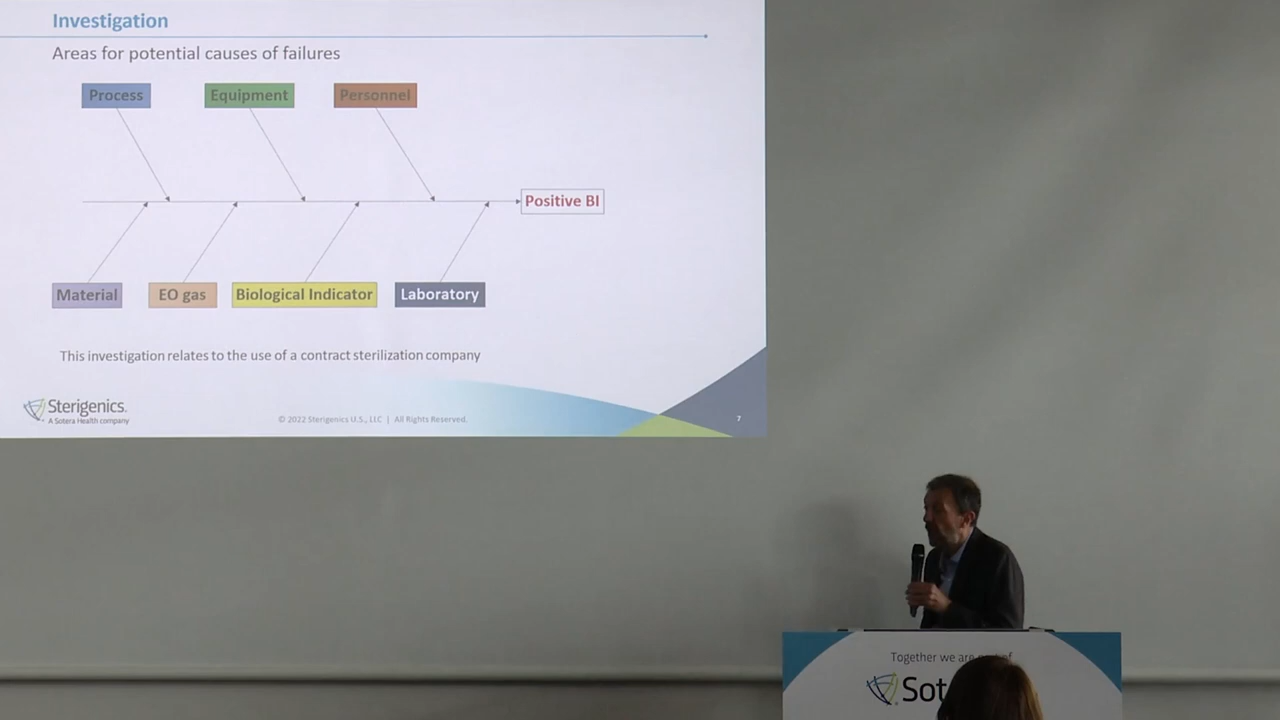 Investigation
Areas for potential causes of failures
Process Equipment Personnel
Positive BI
Material EO gas Biological Indicator Laboratory
This investigation relates to the use of a contract sterilization company
Sterigenics.
A Sotera Health company
© 2022 Sterigenics U.S., LLC | All Rights Reserved.
7
Together we are of
Sot